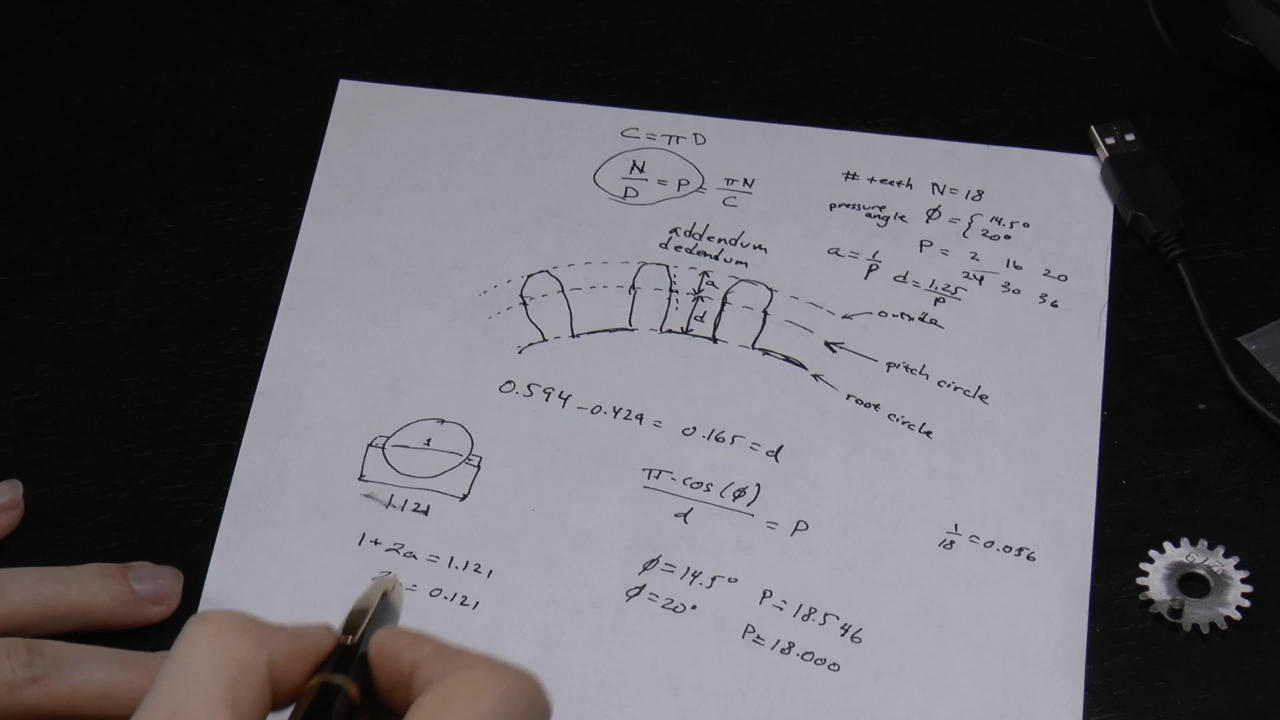 C = π D
N/D = P = πN/C
# teeth N = 18
pressure angle ϕ = { 14.5° 20°
P = 2 16 20
24 30 36
a = 1/P d = 1.25/P
addendum
dedendum
a
d
outside
pitch circle
root circle
0.594 - 0.429 = 0.165 = d
1
1.121
π·cos(ϕ)/d = P
1/18 = 0.056
1 + 2a = 1.121
= 0.121
ϕ = 14.5° P = 18.546
ϕ = 20° P = 18.000